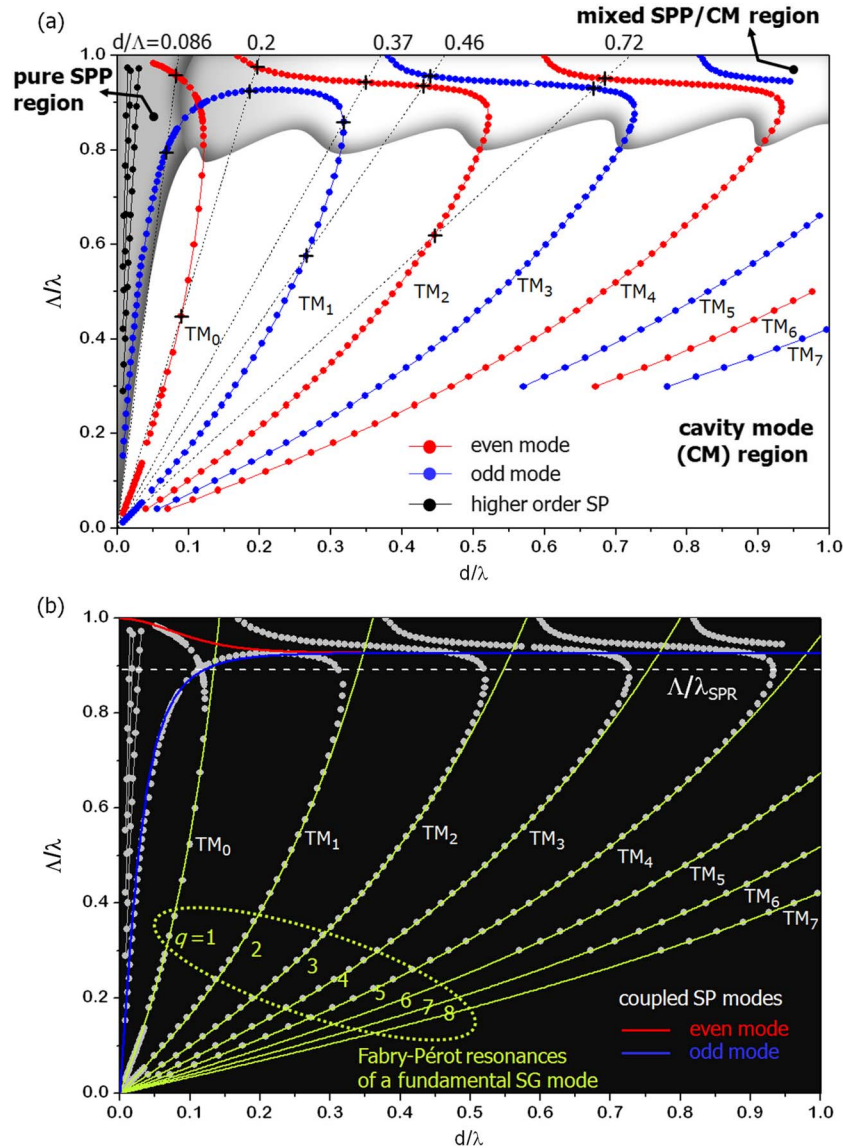 (a)
mixed SPP/CM
region
d/Λ=0.086 0.2 0.37 0.46 0.72
pure SPP
region
1.0
0.8
0.6
0.4
0.2
0.0
Λ/λ
TM0
TM1
TM2
TM3
TM4
TM5
TM6
TM7
even mode
odd mode
higher order SP
cavity mode
(CM) region
0.0 0.1 0.2 0.3 0.4 0.5 0.6 0.7 0.8 0.9 1.0
d/λ
(b)
1.0
0.8
0.6
0.4
0.2
0.0
Λ/λ
Λ/λSPR
TM0
TM1
TM2
TM3
TM4
TM5
TM6
TM7
q=1
2
3
4
5
6
7
8
Fabry-Pérot resonances
of a fundamental SG mode
coupled SP modes
even mode
odd mode
0.0 0.1 0.2 0.3 0.4 0.5 0.6 0.7 0.8 0.9 1.0
d/λ